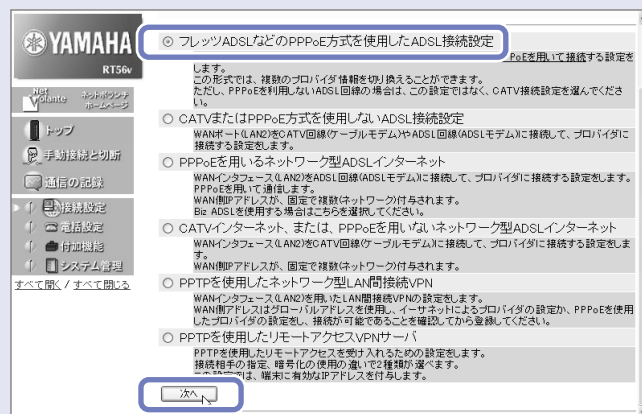 YAMAHA
RT56v
Net Volante ネットボランチ ホームページ
トップ
手動接続と切断
通信の記録
接続設定
電話設定
付加機能
システム管理
すべて開く / すべて閉じる
フレッツADSLなどのPPPoE方式を使用したADSL接続設定
PoEを用いて接続する設定を
します。
この形式では、複数のプロバイダ情報を切り換えることができます。
ただし、PPPoEを利用しないADSL回線の場合は、この設定ではなく、CATV接続設定を選んでくださ
い。
CATVまたはPPPoE方式を使用しないADSL接続設定
WANポート(LAN2)をCATV回線(ケーブルモデム)やADSL回線(ADSLモデム)に接続して、プロバイダに
接続する設定をします。
PPPoEを用いるネットワーク型ADSLインターネット
WANインタフェース(LAN2)をADSL回線(ADSLモデム)に接続して、プロバイダに接続する設定をします。
PPPoEを用いて通信します。
WAN側IPアドレスが、固定で複数(ネットワーク)付与されます。
Biz ADSLを使用する場合はこちらを選択してください。
CATVインターネット、または、PPPoEを用いないネットワーク型ADSLインターネット
WANインタフェース(LAN2)をCATV回線(ケーブルモデム)に接続して、プロバイダに接続する設定をしま
す。
WAN側IPアドレスが、固定で複数(ネットワーク)付与されます。
PPTPを使用したネットワーク型LAN間接続VPN
WANインタフェース(LAN2)を用いたLAN間接続VPNの設定をします。
WAN側アドレスはグローバルアドレスを使用し、イーサネットによるプロバイダの設定か、PPPoEを使用
したプロバイダの設定をし、接続が可能であることを確認してから登録してください。
PPTPを使用したリモートアクセスVPNサーバ
PPTPを使用したリモートアクセスを受け入れるための設定をします。
接続相手の指定、暗号化の使用の違いで2種類が選べます。
この設定では、端末に有効なIPアドレスを付与します。
次へ